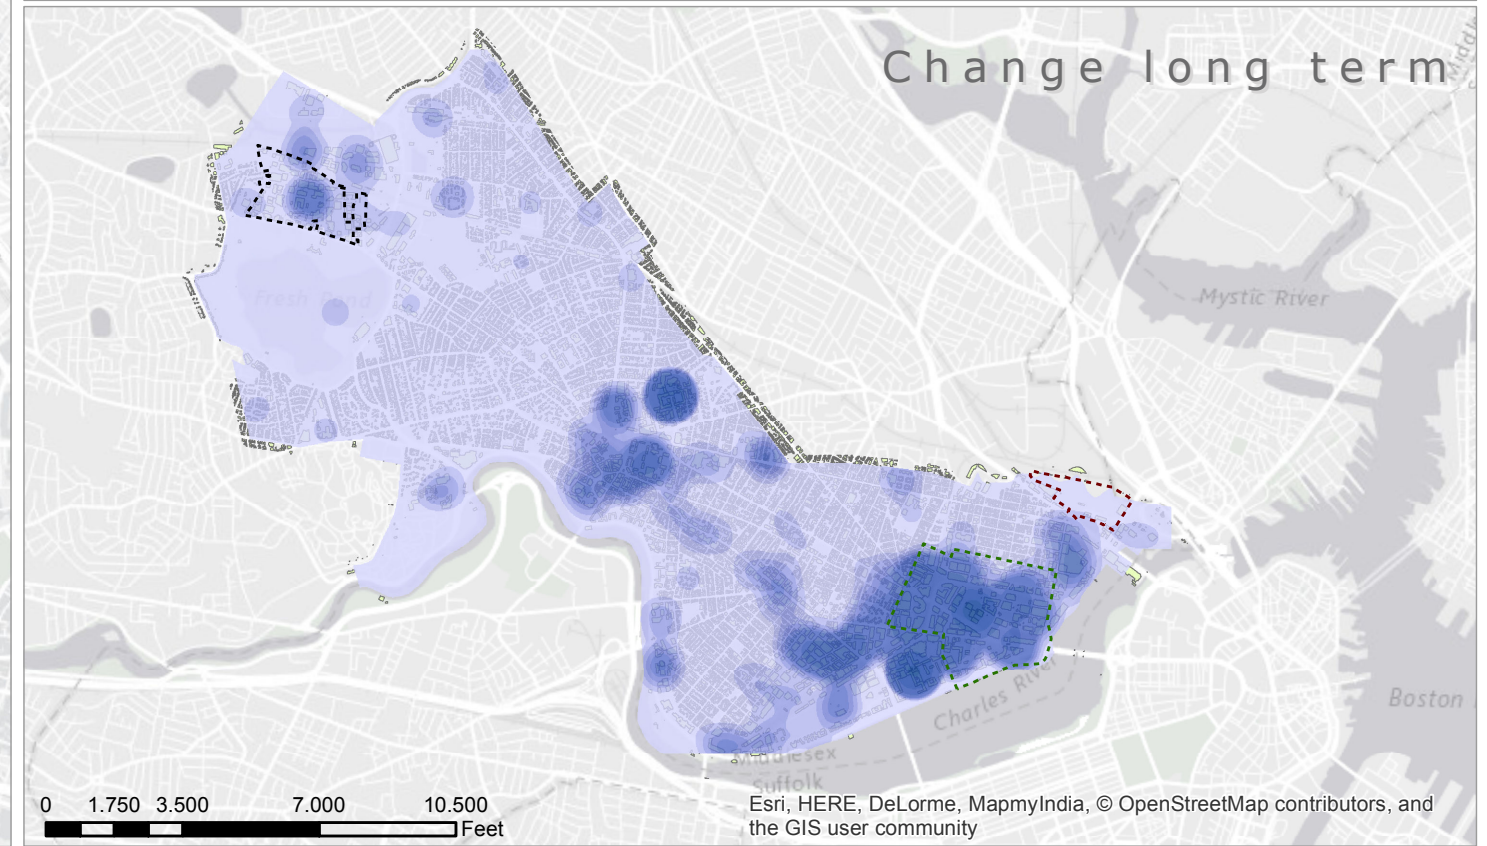 Change long term
Middle
Fresh Pond
Mystic River
Boston
Charles River
Middlesex
Suffolk
0 1.750 3.500 7.000 10.500
Feet
Esri, HERE, DeLorme, MapmyIndia, © OpenStreetMap contributors, and
the GIS user community